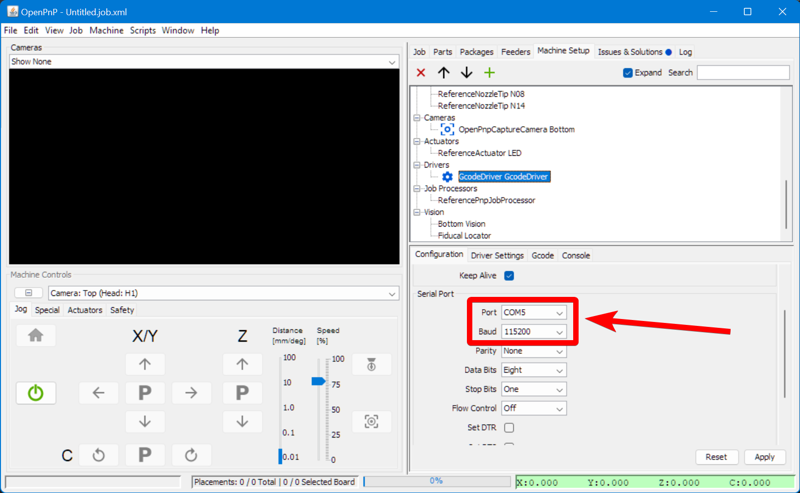 OpenPnP - Untitled.job.xml
File Edit View Job Machine Scripts Window Help
Cameras
Show None
Machine Controls
Camera: Top (Head: H1)
Jog Special Actuators Safety
X/Y
Z
Distance [mm/deg]
Speed [%]
100
10
1.0
0.1
0.01
100
75
50
25
0
P
P
C
P
Job Parts Packages Feeders Machine Setup Issues & Solutions Log
Expand Search
ReferenceNozzleTip N08
ReferenceNozzleTip N14
Cameras
OpenPnpCaptureCamera Bottom
Actuators
ReferenceActuator LED
Drivers
GcodeDriver GcodeDriver
Job Processors
ReferencePnpJobProcessor
Vision
Bottom Vision
Fiducal Locator
Configuration Driver Settings Gcode Console
Keep Alive
Serial Port
Port COM5
Baud 115200
Parity None
Data Bits Eight
Stop Bits One
Flow Control Off
Set DTR
Reset Apply
Placements: 0 / 0 Total | 0 / 0 Selected Board
0%
X:0.000 Y:0.000 Z:0.000 C:0.000